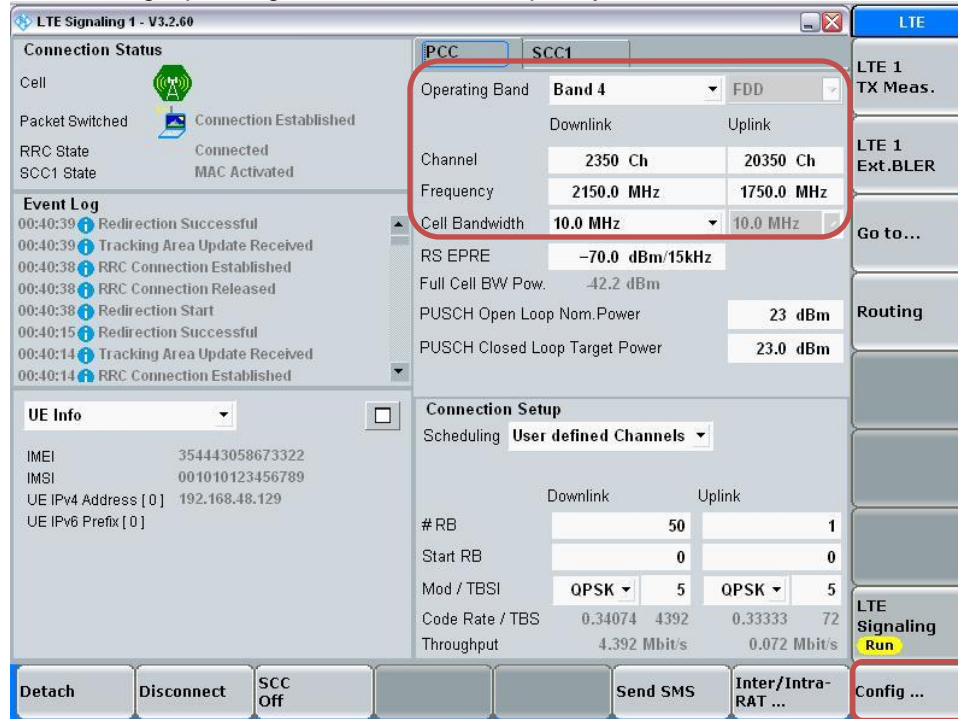 LTE Signaling 1 - V3.2.60
LTE
Connection Status
Cell
Packet Switched Connection Established
RRC State Connected
SCC1 State MAC Activated
Event Log
00:40:39 Redirection Successful
00:40:39 Tracking Area Update Received
00:40:38 RRC Connection Established
00:40:38 RRC Connection Released
00:40:38 Redirection Start
00:40:15 Redirection Successful
00:40:14 Tracking Area Update Received
00:40:14 RRC Connection Established
UE Info
IMEI 354443058673322
IMSI 001010123456789
UE IPv4 Address [ 0 ] 192.168.48.129
UE IPv6 Prefix [ 0 ]
PCC SCC1
Operating Band Band 4 FDD
Downlink Uplink
Channel 2350 Ch 20350 Ch
Frequency 2150.0 MHz 1750.0 MHz
Cell Bandwidth 10.0 MHz 10.0 MHz
RS EPRE -70.0 dBm/15kHz
Full Cell BW Pow. -42.2 dBm
PUSCH Open Loop Nom.Power 23 dBm
PUSCH Closed Loop Target Power 23.0 dBm
Connection Setup
Scheduling User defined Channels
Downlink Uplink
# RB 50 1
Start RB 0 0
Mod / TBSI QPSK 5 QPSK 5
Code Rate / TBS 0.34074 4392 0.33333 72
Throughput 4.392 Mbit/s 0.072 Mbit/s
LTE 1
TX Meas.
LTE 1
Ext.BLER
Go to...
Routing
LTE
Signaling
Run
Detach Disconnect SCC
Off
Send SMS
Inter/Intra-
RAT ...
Config ...